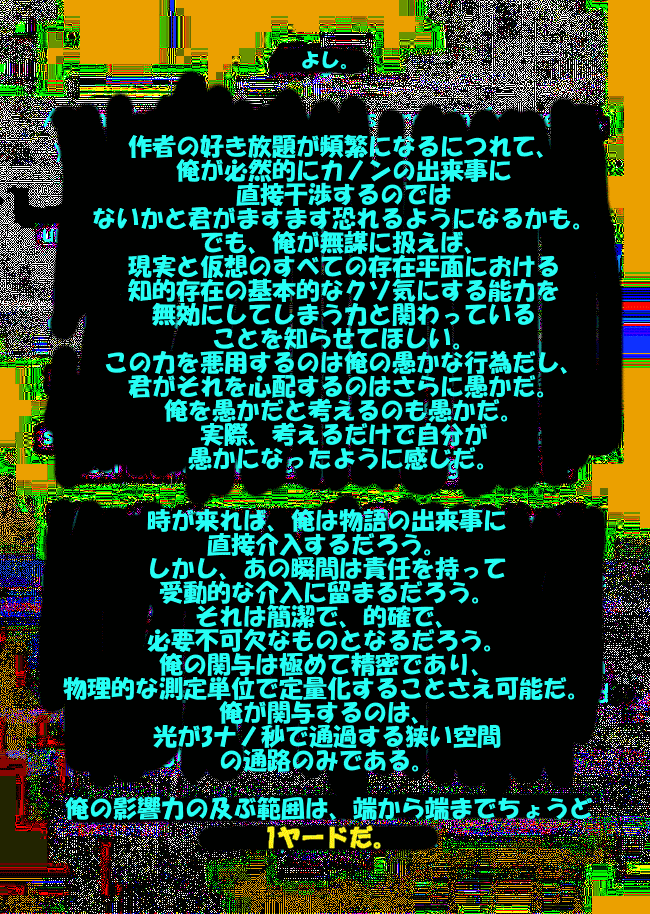 よし。
作者の好き放題が頻繁になるにつれて、
俺が必然的にカノンの出来事に
直接干渉するのでは
ないかと君がますます恐れるようになるかも。
でも、俺が無謀に扱えば、
現実と仮想のすべての存在平面における
知的存在の基本的なクソ気にする能力を
無効にしてしまう力と関わっている
ことを知らせてほしい。
この力を悪用するのは俺の愚かな行為だし、
君がそれを心配するのはさらに愚かだ。
俺を愚かだと考えるのも愚かだ。
実際、考えるだけで自分が
愚かになったように感じだ。
時が来れば、俺は物語の出来事に
直接介入するだろう。
しかし、あの瞬間は責任を持って
受動的な介入に留まるだろう。
それは簡潔で、的確で、
必要不可欠なものとなるだろう。
俺の関与は極めて精密であり、
物理的な測定単位で定量化することさえ可能だ。
俺が関与するのは、
光が3ナノ秒で通過する狭い空間
の通路のみである。
俺の影響力の及ぶ範囲は、端から端までちょうど
1ヤードだ。